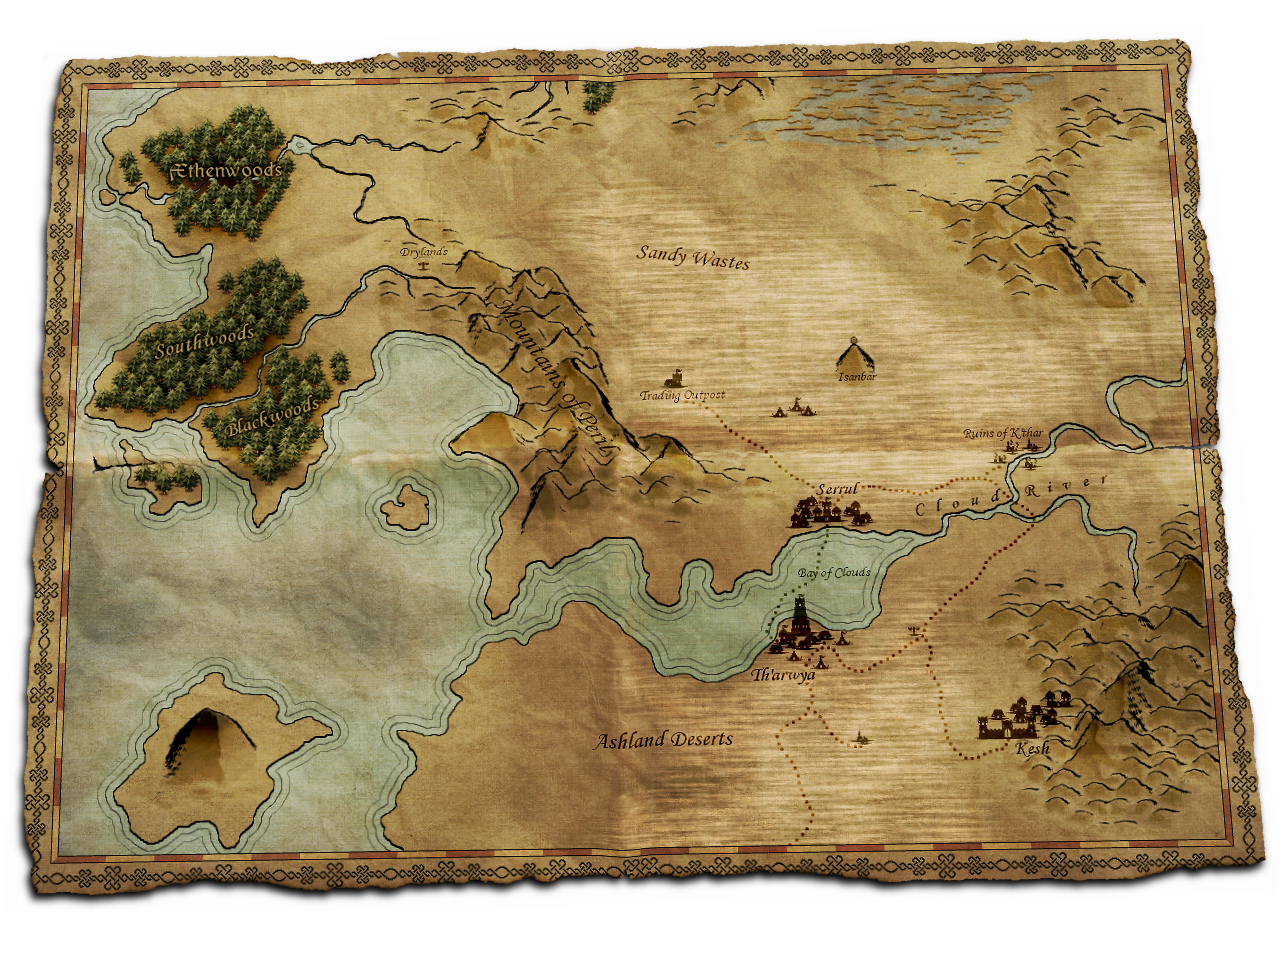 Æthenwoods
Drylands
Sandy Wastes
Southwoods
Mountains of Peril
Isanbar
Trading Outpost
Blackwoods
Ruins of K'thar
Serrul
Cloud River
Bay of Clouds
Th'arwya
Ashland Deserts
Kesh